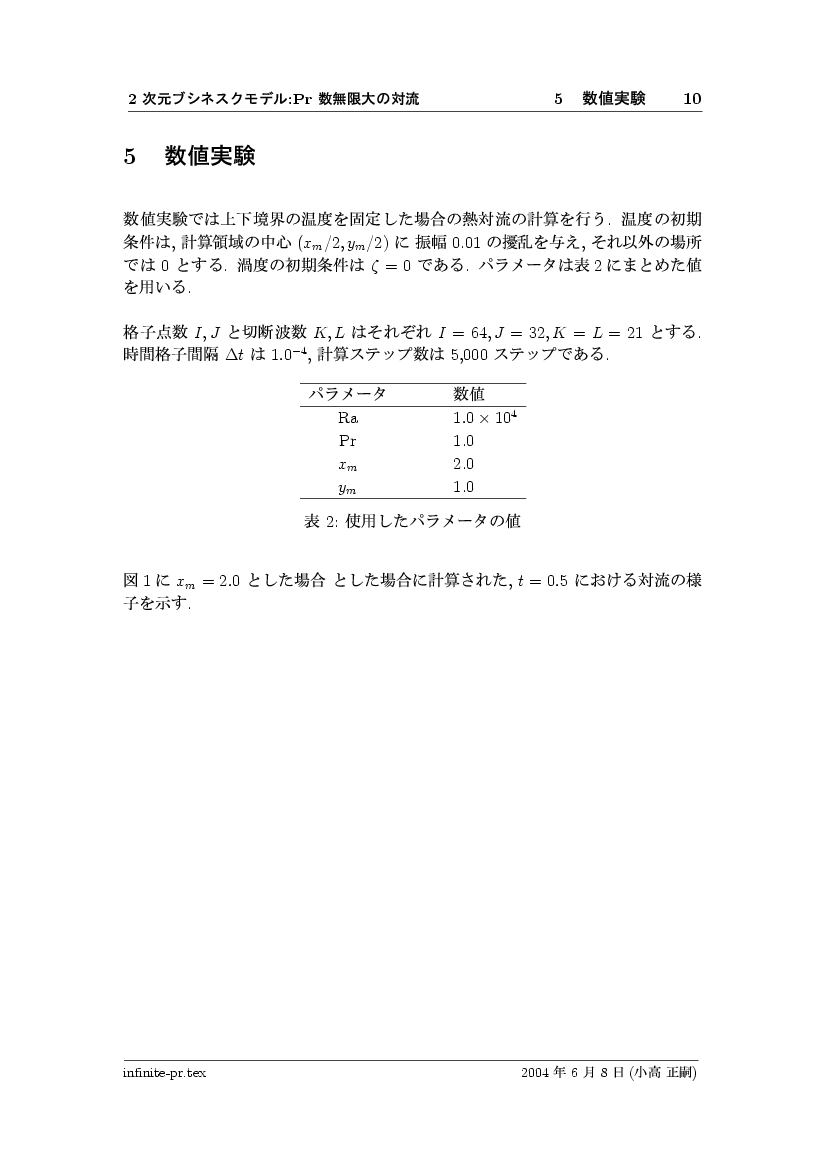 2 次元ブシネスクモデル:Pr 数無限大の対流 5 数値実験 10
5 数値実験
数値実験では上下境界の温度を固定した場合の熱対流の計算を行う. 温度の初期
条件は, 計算領域の中心 (xₘ/2, yₘ/2) に 振幅 0.01 の擾乱を与え, それ以外の場所
では 0 とする. 渦度の初期条件は ζ = 0 である. パラメータは表 2 にまとめた値
を用いる.
格子点数 I, J と切断波数 K, L はそれぞれ I = 64, J = 32, K = L = 21 とする.
時間格子間隔 Δt は 1.0⁻⁴, 計算ステップ数は 5,000 ステップである.
パラメータ 数値
Ra 1.0 × 10⁴
Pr 1.0
xₘ 2.0
yₘ 1.0
表 2: 使用したパラメータの値
図 1 に xₘ = 2.0 とした場合 とした場合に計算された, t = 0.5 における対流の様
子を示す.
infinite-pr.tex 2004 年 6 月 8 日 (小高 正嗣)